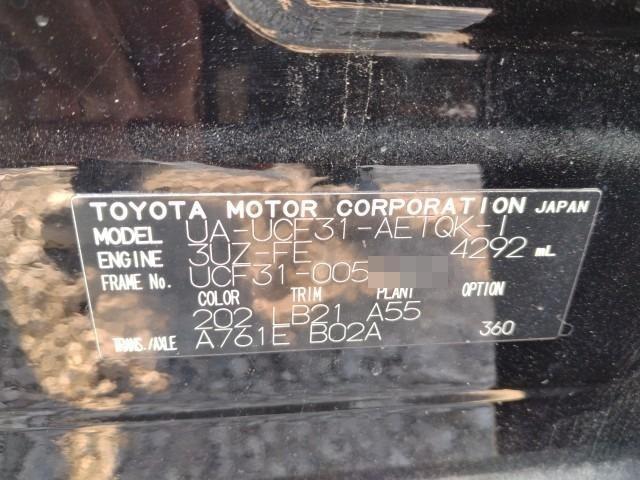 TOYOTA MOTOR CORPORATION JAPAN
MODEL UA-UCF31-AETQK-I
ENGINE 3UZ-FE 4292 mL
FRAME No. UCF31-005
COLOR TRIM PLANT OPTION
202 LB21 A55
TRANS./AXLE A761E B02A 360